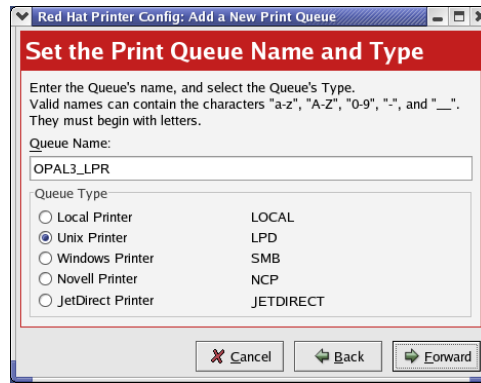 Red Hat Printer Config: Add a New Print Queue
Set the Print Queue Name and Type
Enter the Queue's name, and select the Queue's Type.
Valid names can contain the characters "a-z", "A-Z", "0-9", "-", and "__".
They must begin with letters.
Queue Name:
OPAL3_LPR
Queue Type
Local Printer LOCAL
Unix Printer LPD
Windows Printer SMB
Novell Printer NCP
JetDirect Printer JETDIRECT
Cancel Back Forward